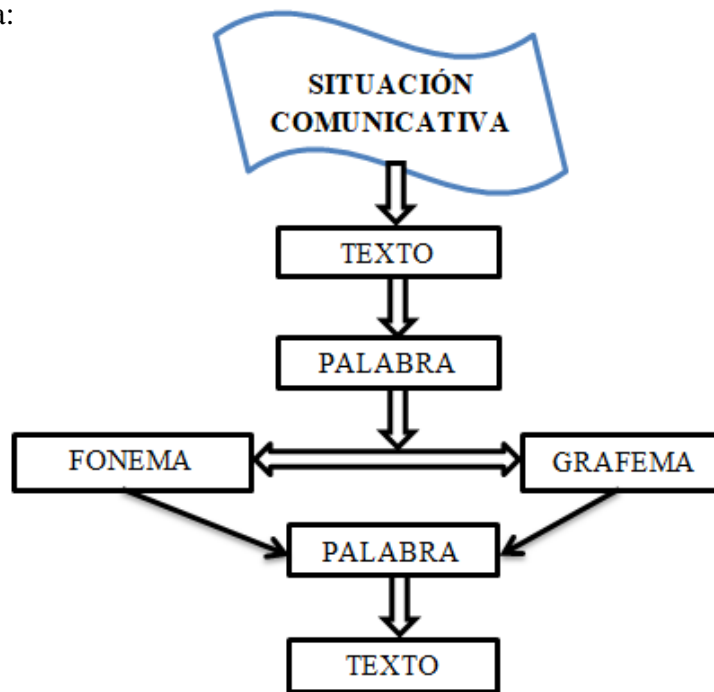 a:
SITUACIÓN
COMUNICATIVA
TEXTO
PALABRA
FONEMA
GRAFEMA
PALABRA
TEXTO